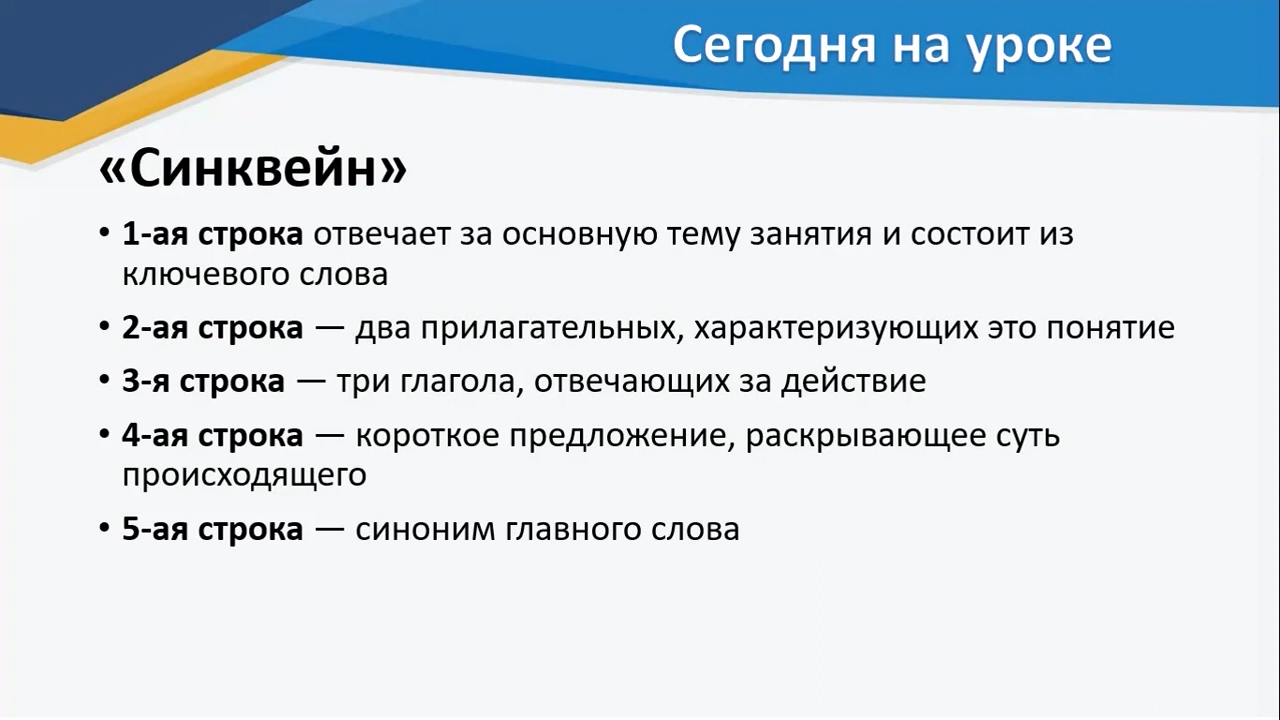 Сегодня на уроке
«Синквейн»
• 1-ая строка отвечает за основную тему занятия и состоит из
ключевого слова
• 2-ая строка — два прилагательных, характеризующих это понятие
• 3-я строка — три глагола, отвечающих за действие
• 4-ая строка — короткое предложение, раскрывающее суть
происходящего
• 5-ая строка — синоним главного слова